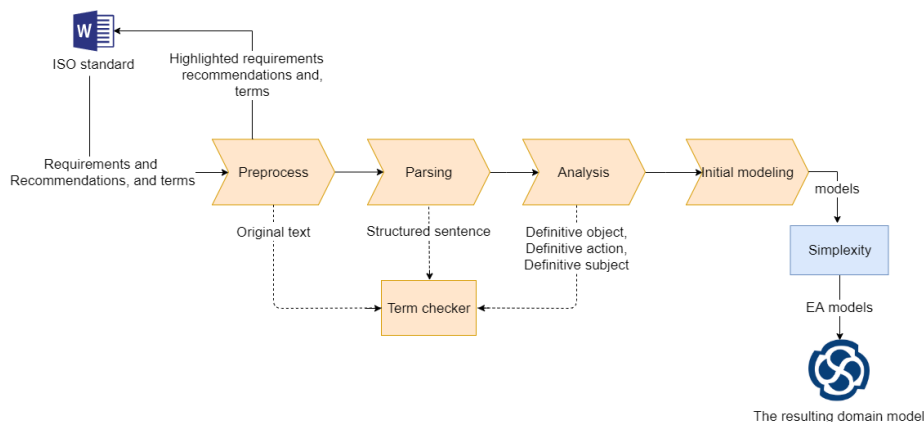 W
ISO standard
Highlighted requirements
recommendations and,
terms
Requirements and
Recommendations, and terms
Preprocess
Parsing
Analysis
Initial modeling
models
Original text
Structured sentence
Definitive object,
Definitive action,
Definitive subject
Simplexity
Term checker
EA models
The resulting domain model